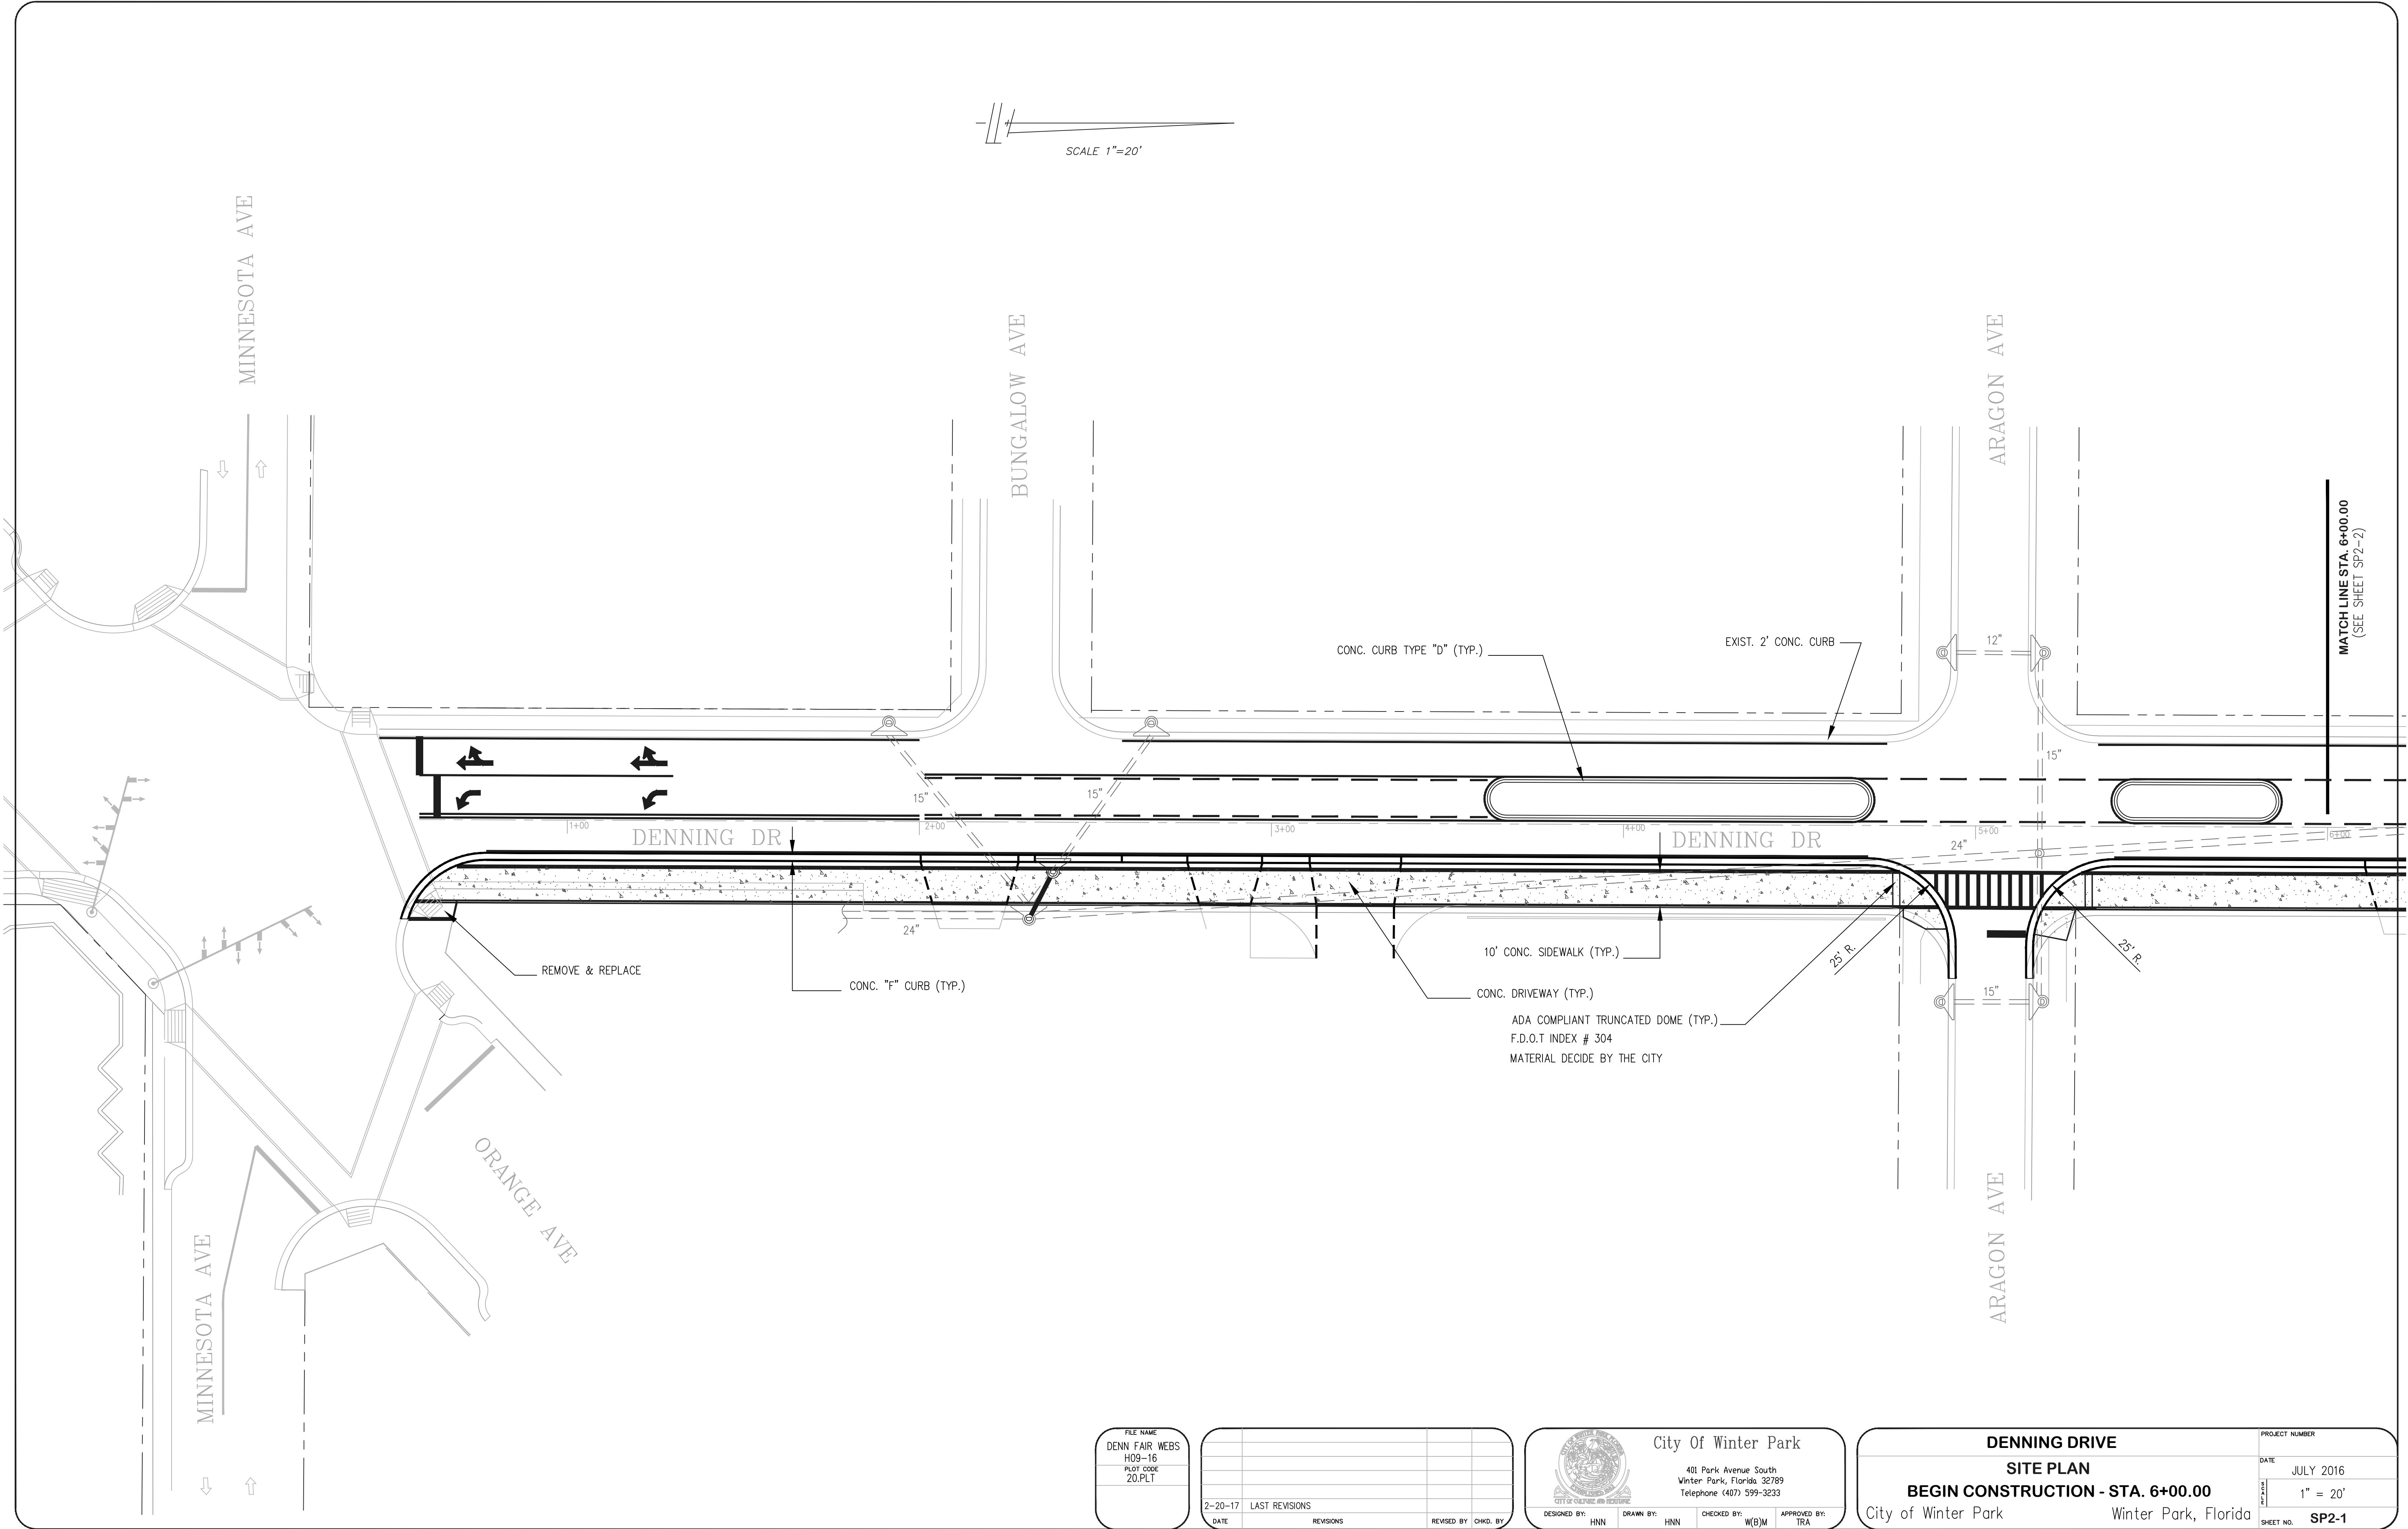 SCALE 1"=20'
MINNESOTA AVE
BUNGALOW AVE
ARAGON AVE
MATCH LINE STA. 6+00.00
(SEE SHEET SP2-2)
12"
EXIST. 2' CONC. CURB
CONC. CURB TYPE "D" (TYP.)
15"
15"
15"
1+00
2+00
3+00
4+00
5+00
6+00
DENNING DR
DENNING DR
24"
24"
REMOVE & REPLACE
CONC. "F" CURB (TYP.)
10' CONC. SIDEWALK (TYP.)
25' R.
25' R.
CONC. DRIVEWAY (TYP.)
15"
ADA COMPLIANT TRUNCATED DOME (TYP.)
F.D.O.T INDEX # 304
MATERIAL DECIDE BY THE CITY
ORANGE AVE
MINNESOTA AVE
ARAGON AVE
FILE NAME
DENN FAIR WEBS
H09-16
PLOT CODE
20.PLT
2-20-17 LAST REVISIONS
DATE REVISIONS REVISED BY CHKD. BY
CITY OF CULTURE AND HERITAGE
City Of Winter Park
401 Park Avenue South
Winter Park, Florida 32789
Telephone (407) 599-3233
DESIGNED BY: HNN
DRAWN BY: HNN
CHECKED BY: W(B)M
APPROVED BY: TRA
DENNING DRIVE
SITE PLAN
BEGIN CONSTRUCTION - STA. 6+00.00
City of Winter Park Winter Park, Florida
PROJECT NUMBER
DATE
JULY 2016
SCALE
1" = 20'
SHEET NO. SP2-1